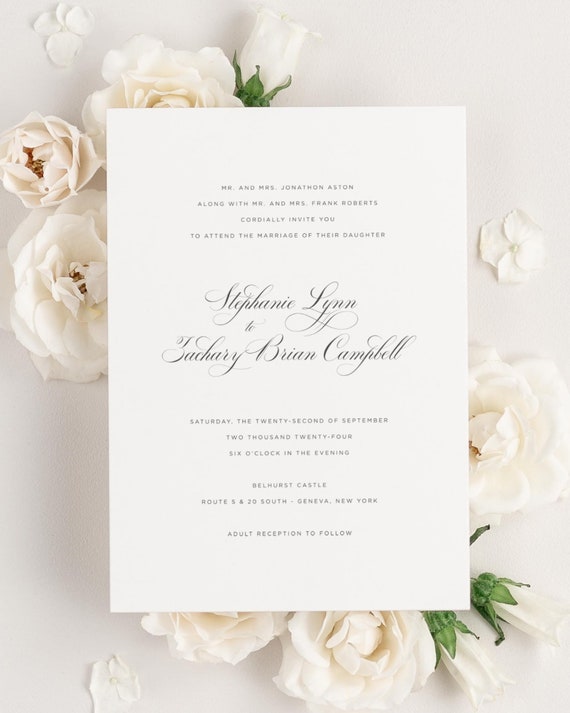 MR. AND MRS. JONATHON ASTON
ALONG WITH MR. AND MRS. FRANK ROBERTS
CORDIALLY INVITE YOU
TO ATTEND THE MARRIAGE OF THEIR DAUGHTER
Stephanie Lynn
to
Zachary Brian Campbell
SATURDAY, THE TWENTY-SECOND OF SEPTEMBER
TWO THOUSAND TWENTY-FOUR
SIX O'CLOCK IN THE EVENING
BELHURST CASTLE
ROUTE 5 & 20 SOUTH - GENEVA, NEW YORK
ADULT RECEPTION TO FOLLOW